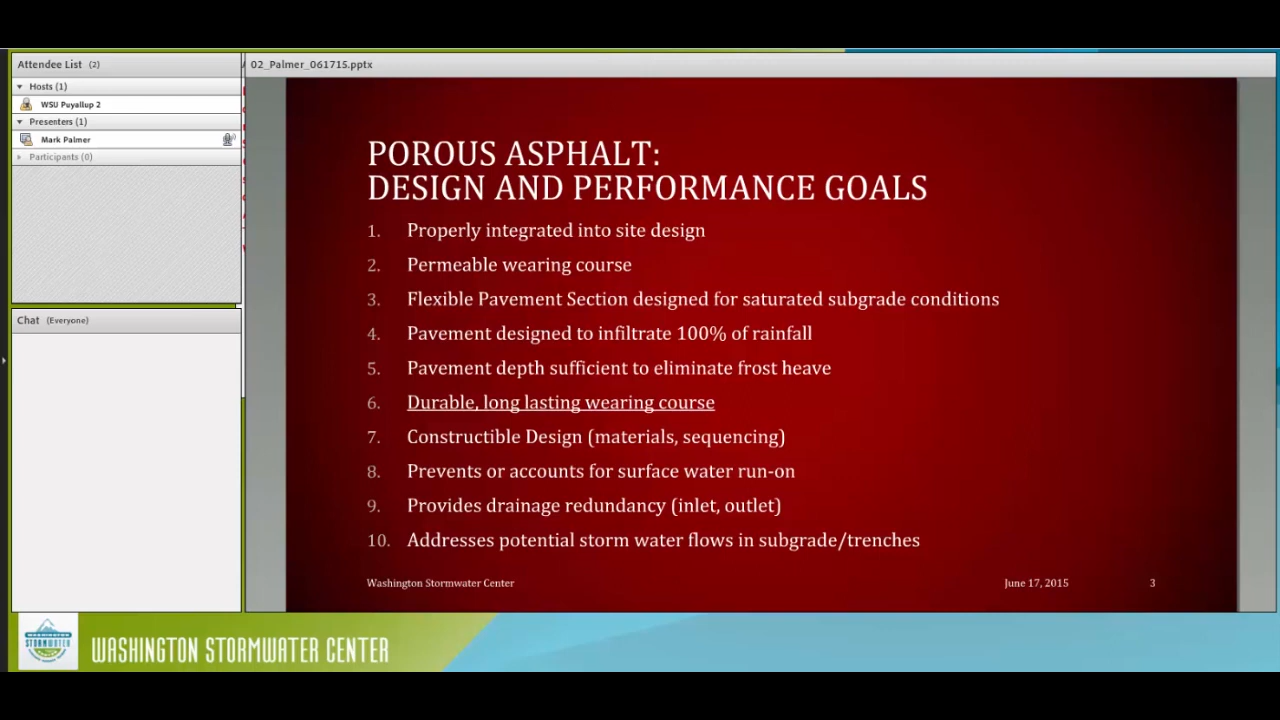 Attendee List (2)
Hosts (1)
WSU Puyallup 2
Presenters (1)
Mark Palmer
Participants (0)
Chat (Everyone)
02_Palmer_061715.pptx
POROUS ASPHALT:
DESIGN AND PERFORMANCE GOALS
1. Properly integrated into site design
2. Permeable wearing course
3. Flexible Pavement Section designed for saturated subgrade conditions
4. Pavement designed to infiltrate 100% of rainfall
5. Pavement depth sufficient to eliminate frost heave
6. Durable, long lasting wearing course
7. Constructible Design (materials, sequencing)
8. Prevents or accounts for surface water run-on
9. Provides drainage redundancy (inlet, outlet)
10. Addresses potential storm water flows in subgrade/trenches
Washington Stormwater Center June 17, 2015 3
WASHINGTON STORMWATER CENTER